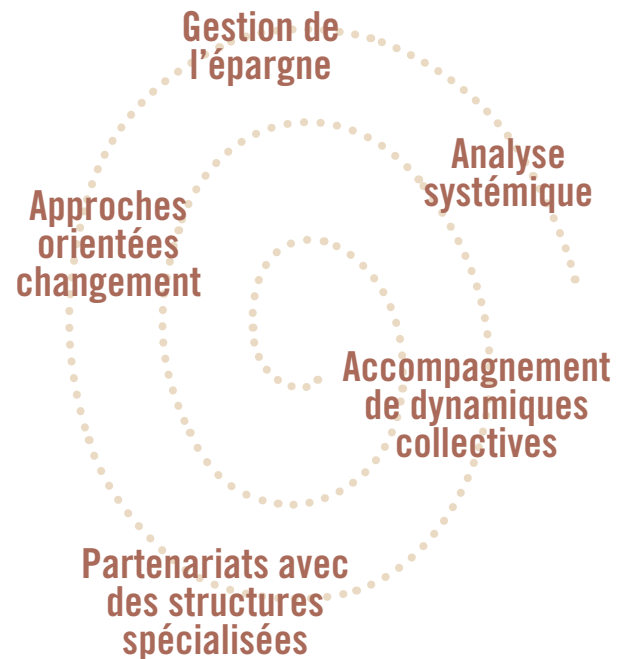 Gestion de
l'épargne
Analyse
systémique
Approches
orientées
changement
Accompagnement
de dynamiques
collectives
Partenariats avec
des structures
spécialisées